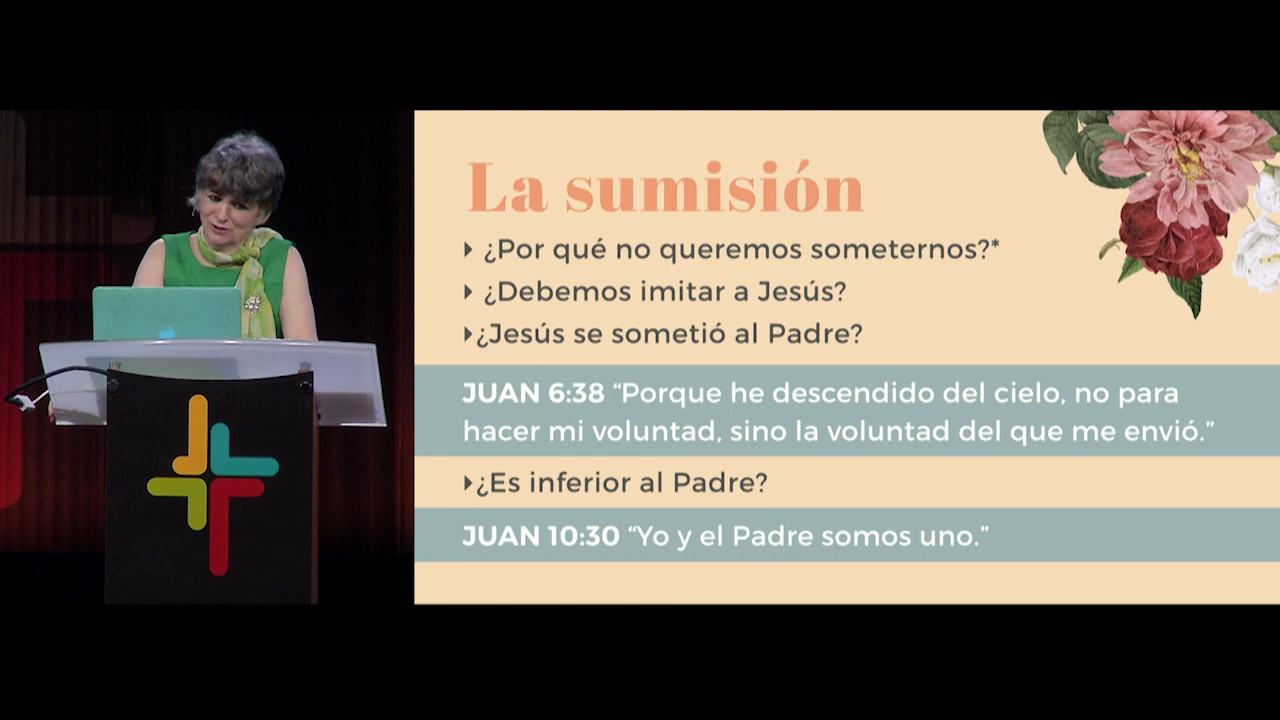 La sumisión
¿Por qué no queremos someternos?*
¿Debemos imitar a Jesús?
¿Jesús se sometió al Padre?
JUAN 6:38 “Porque he descendido del cielo, no para
hacer mi voluntad, sino la voluntad del que me envió.”
¿Es inferior al Padre?
JUAN 10:30 “Yo y el Padre somos uno.”